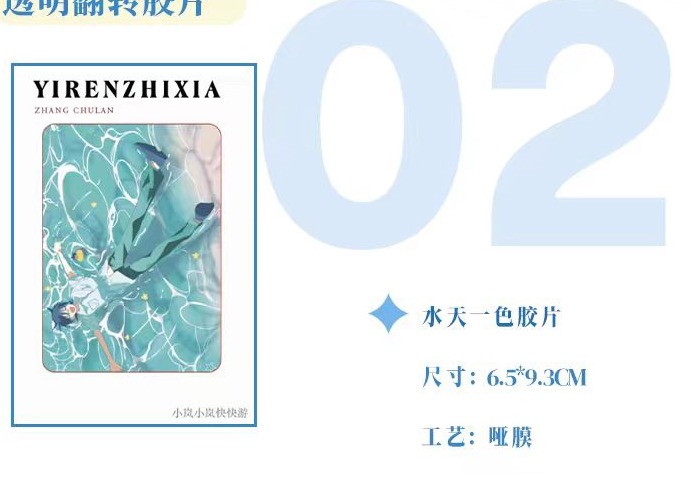 透明翻转胶片
02
YIRENZHIXIA
ZHANG CHULAN
小岚小岚快快游
水天一色胶片
尺寸：6.5*9.3CM
工艺：哑膜